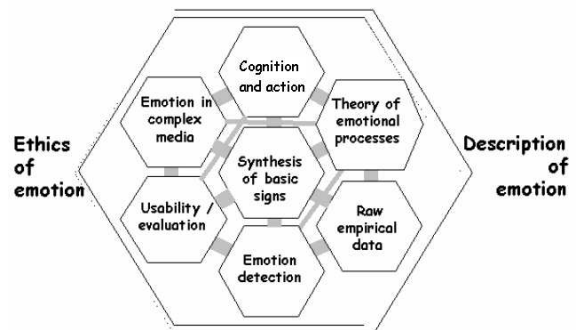 Cognition
and action
Emotion in
complex
media
Theory of
emotional
processes
Ethics
of
emotion
Synthesis
of basic
signs
Description
of
emotion
Usability /
evaluation
Raw
empirical
data
Emotion
detection